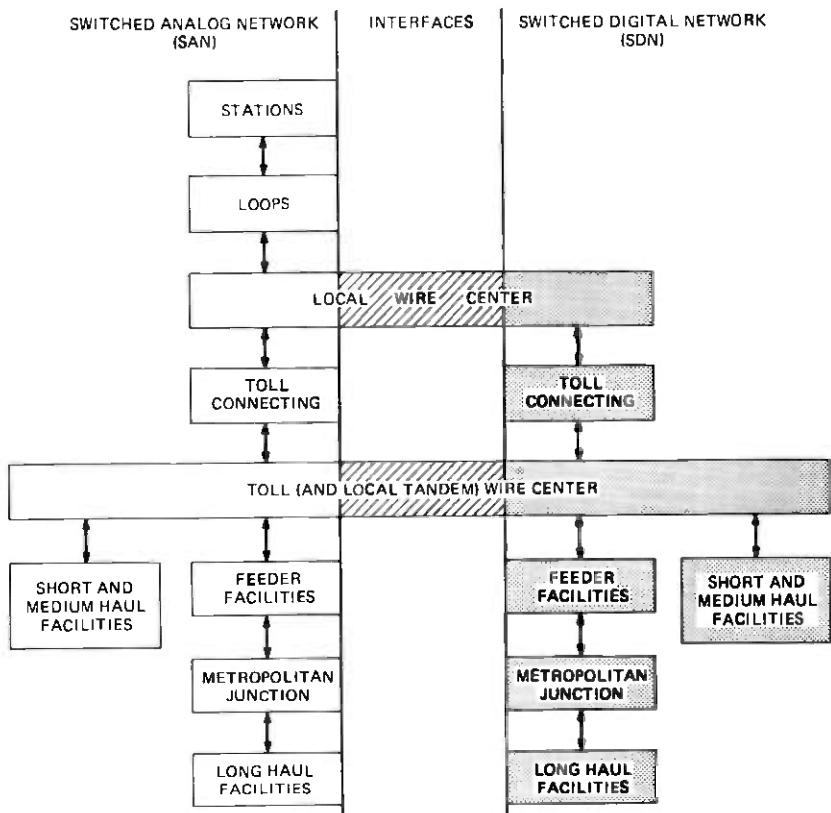 SWITCHED ANALOG NETWORK
(SAN)
INTERFACES
SWITCHED DIGITAL NETWORK
(SDN)
STATIONS
LOOPS
LOCAL WIRE CENTER
TOLL
CONNECTING
TOLL
CONNECTING
TOLL (AND LOCAL TANDEM) WIRE CENTER
SHORT AND
MEDIUM HAUL
FACILITIES
FEEDER
FACILITIES
FEEDER
FACILITIES
SHORT AND
MEDIUM HAUL
FACILITIES
METROPOLITAN
JUNCTION
METROPOLITAN
JUNCTION
LONG HAUL
FACILITIES
LONG HAUL
FACILITIES